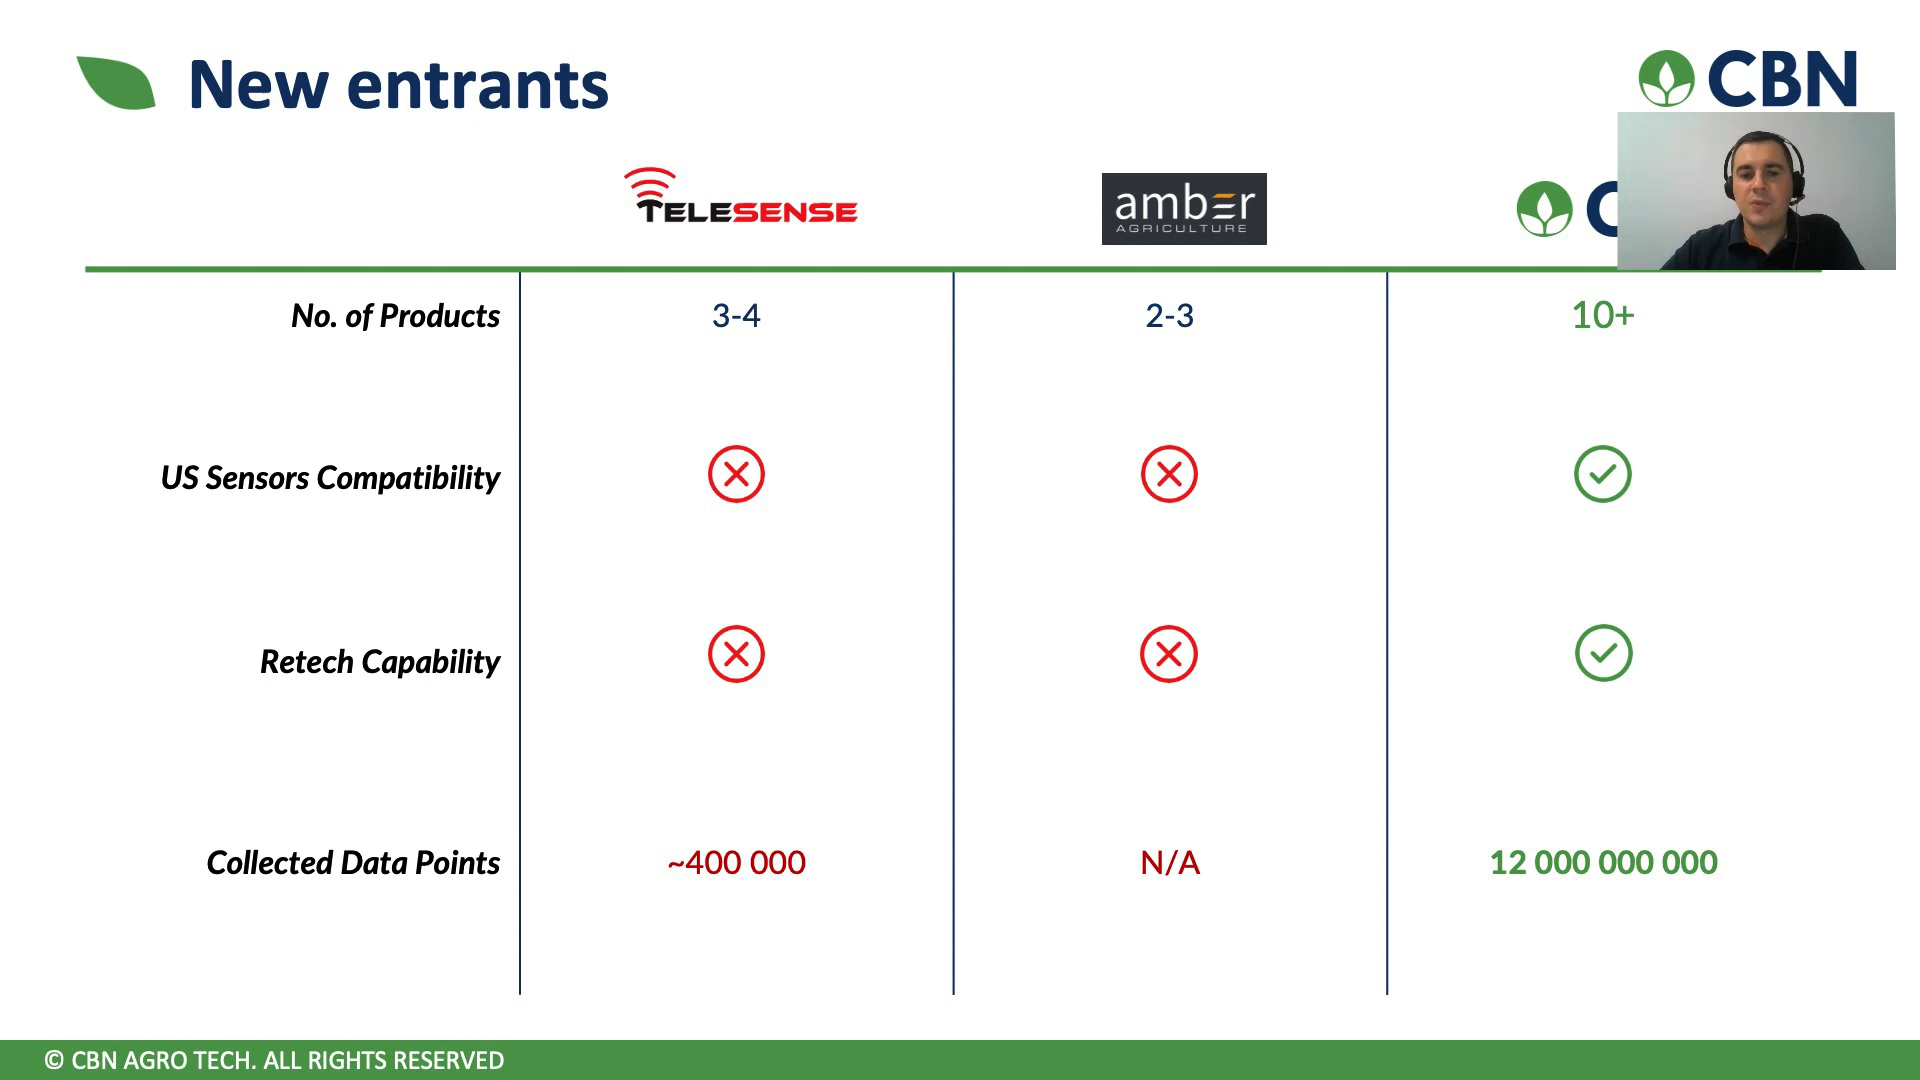 New entrants
CBN
TELESENSE
amber
AGRICULTURE
No. of Products
3-4
2-3
10+
US Sensors Compatibility
Retech Capability
Collected Data Points
~400 000
N/A
12 000 000 000
© CBN AGRO TECH. ALL RIGHTS RESERVED